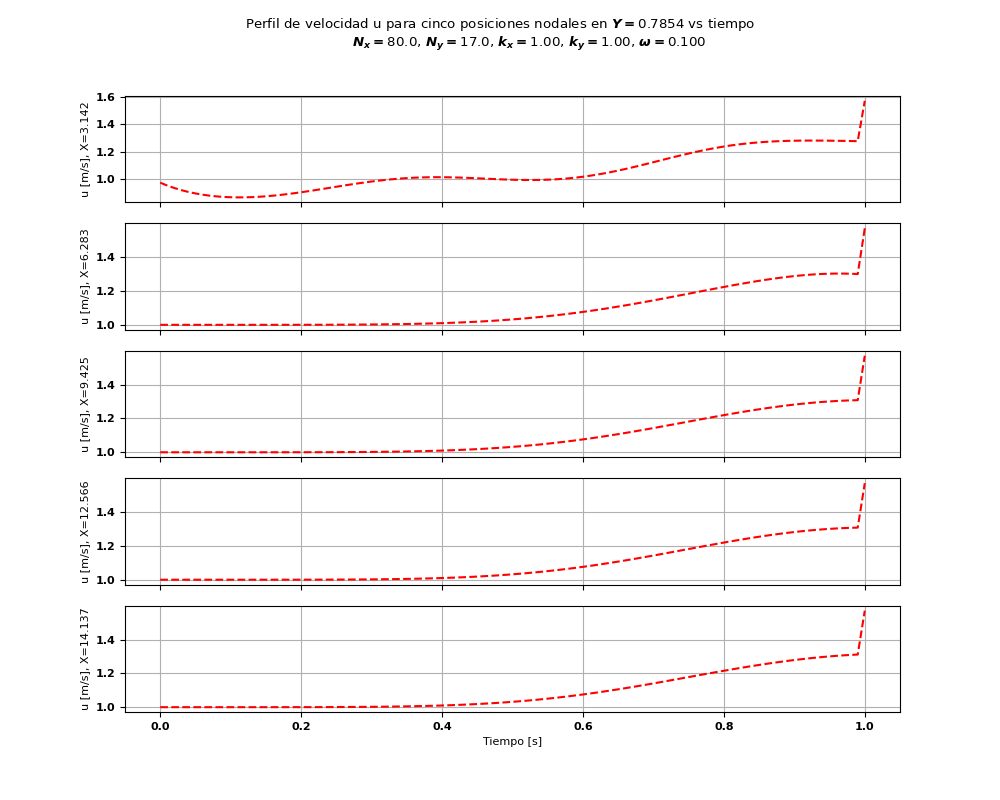 Perfil de velocidad u para cinco posiciones nodales en Y = 0.7854 vs tiempo
Nx = 80.0, Ny = 17.0, kx = 1.00, ky = 1.00, ω = 0.100
1.6
1.4
1.2
1.0
u [m/s], X=3.142
1.4
1.2
1.0
u [m/s], X=6.283
1.4
1.2
1.0
u [m/s], X=9.425
1.4
1.2
1.0
u [m/s], X=12.566
1.4
1.2
1.0
u [m/s], X=14.137
0.0 0.2 0.4 0.6 0.8 1.0
Tiempo [s]